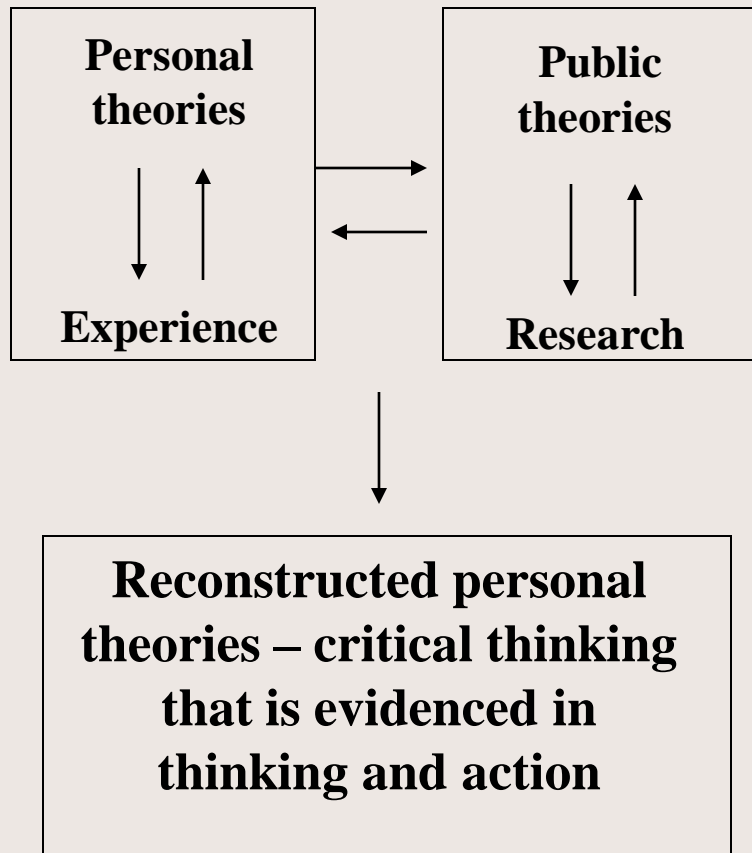 Personal
theories
Experience
Public
theories
Research
Reconstructed personal
theories – critical thinking
that is evidenced in
thinking and action